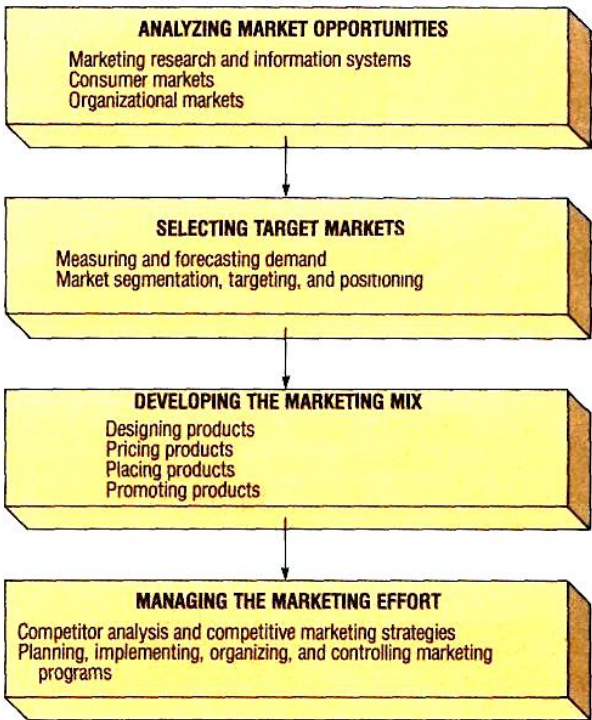 ANALYZING MARKET OPPORTUNITIES
Marketing research and information systems
Consumer markets
Organizational markets
SELECTING TARGET MARKETS
Measuring and forecasting demand
Market segmentation, targeting, and positioning
DEVELOPING THE MARKETING MIX
Designing products
Pricing products
Placing products
Promoting products
MANAGING THE MARKETING EFFORT
Competitor analysis and competitive marketing strategies
Planning, implementing, organizing, and controlling marketing
programs